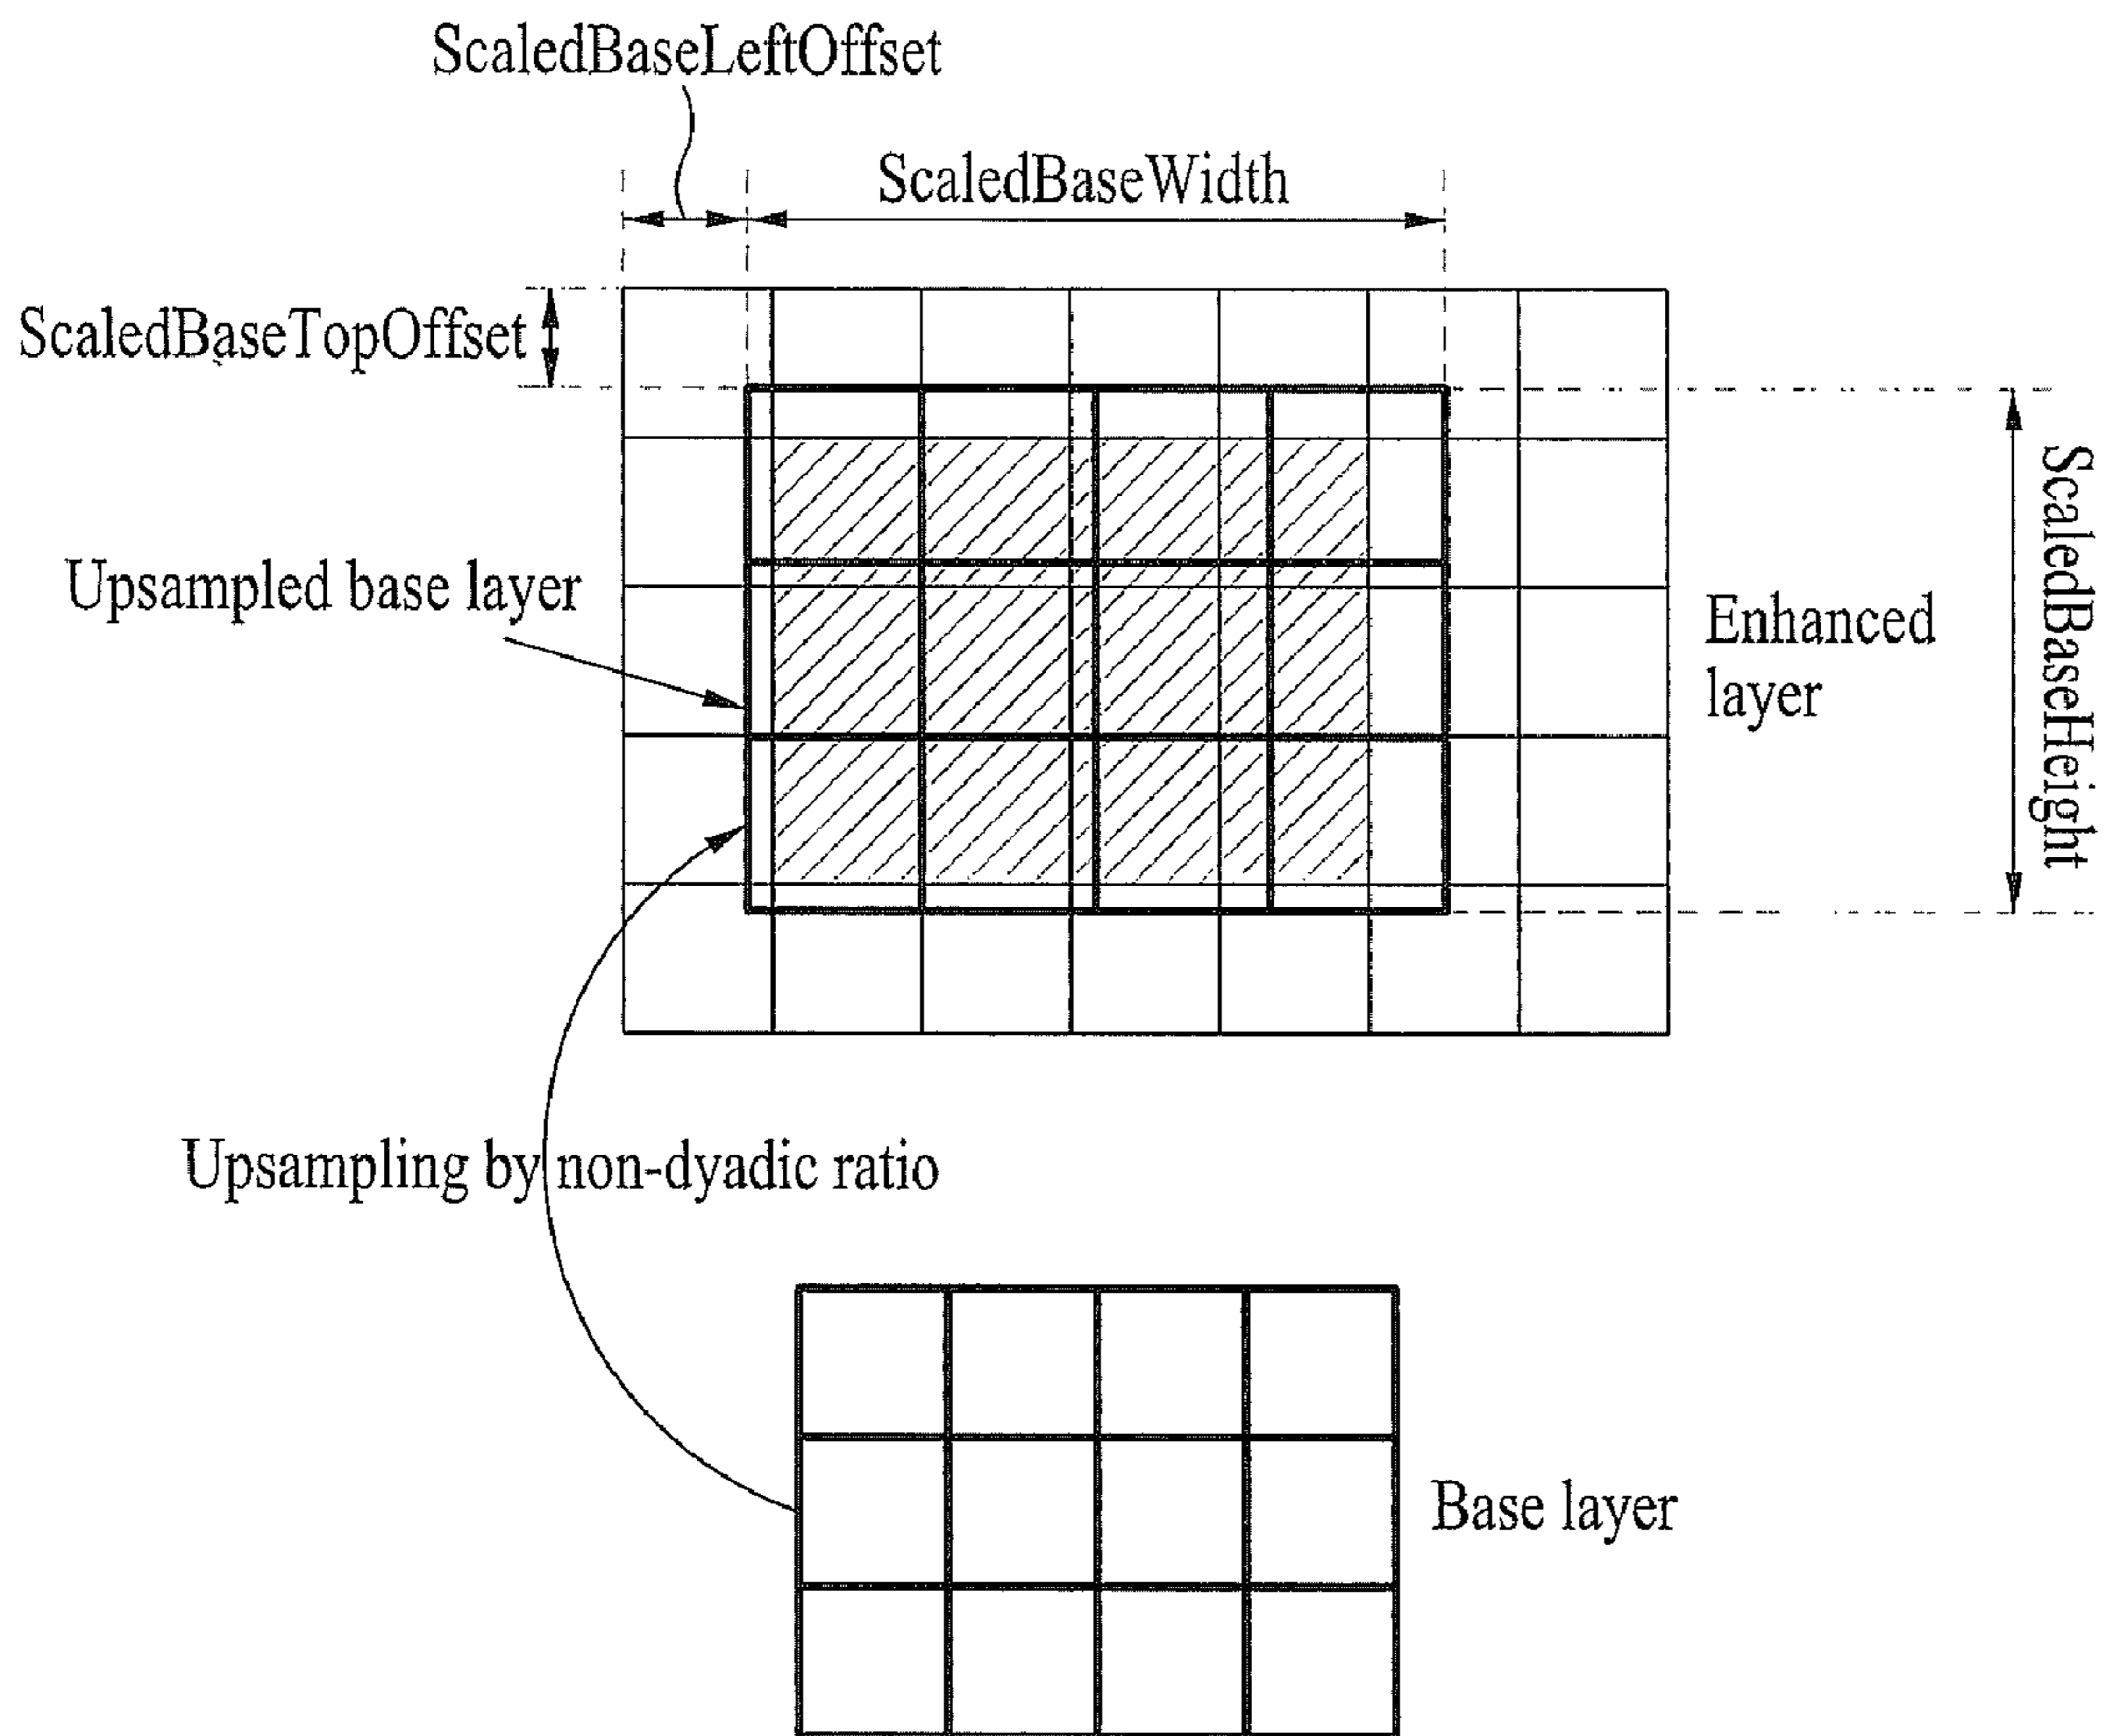 ScaledBaseLeftOffset
ScaledBaseWidth
ScaledBaseTopOffset
ScaledBaseHeight
Upsampled base layer
Enhanced
layer
Upsampling by non-dyadic ratio
Base layer